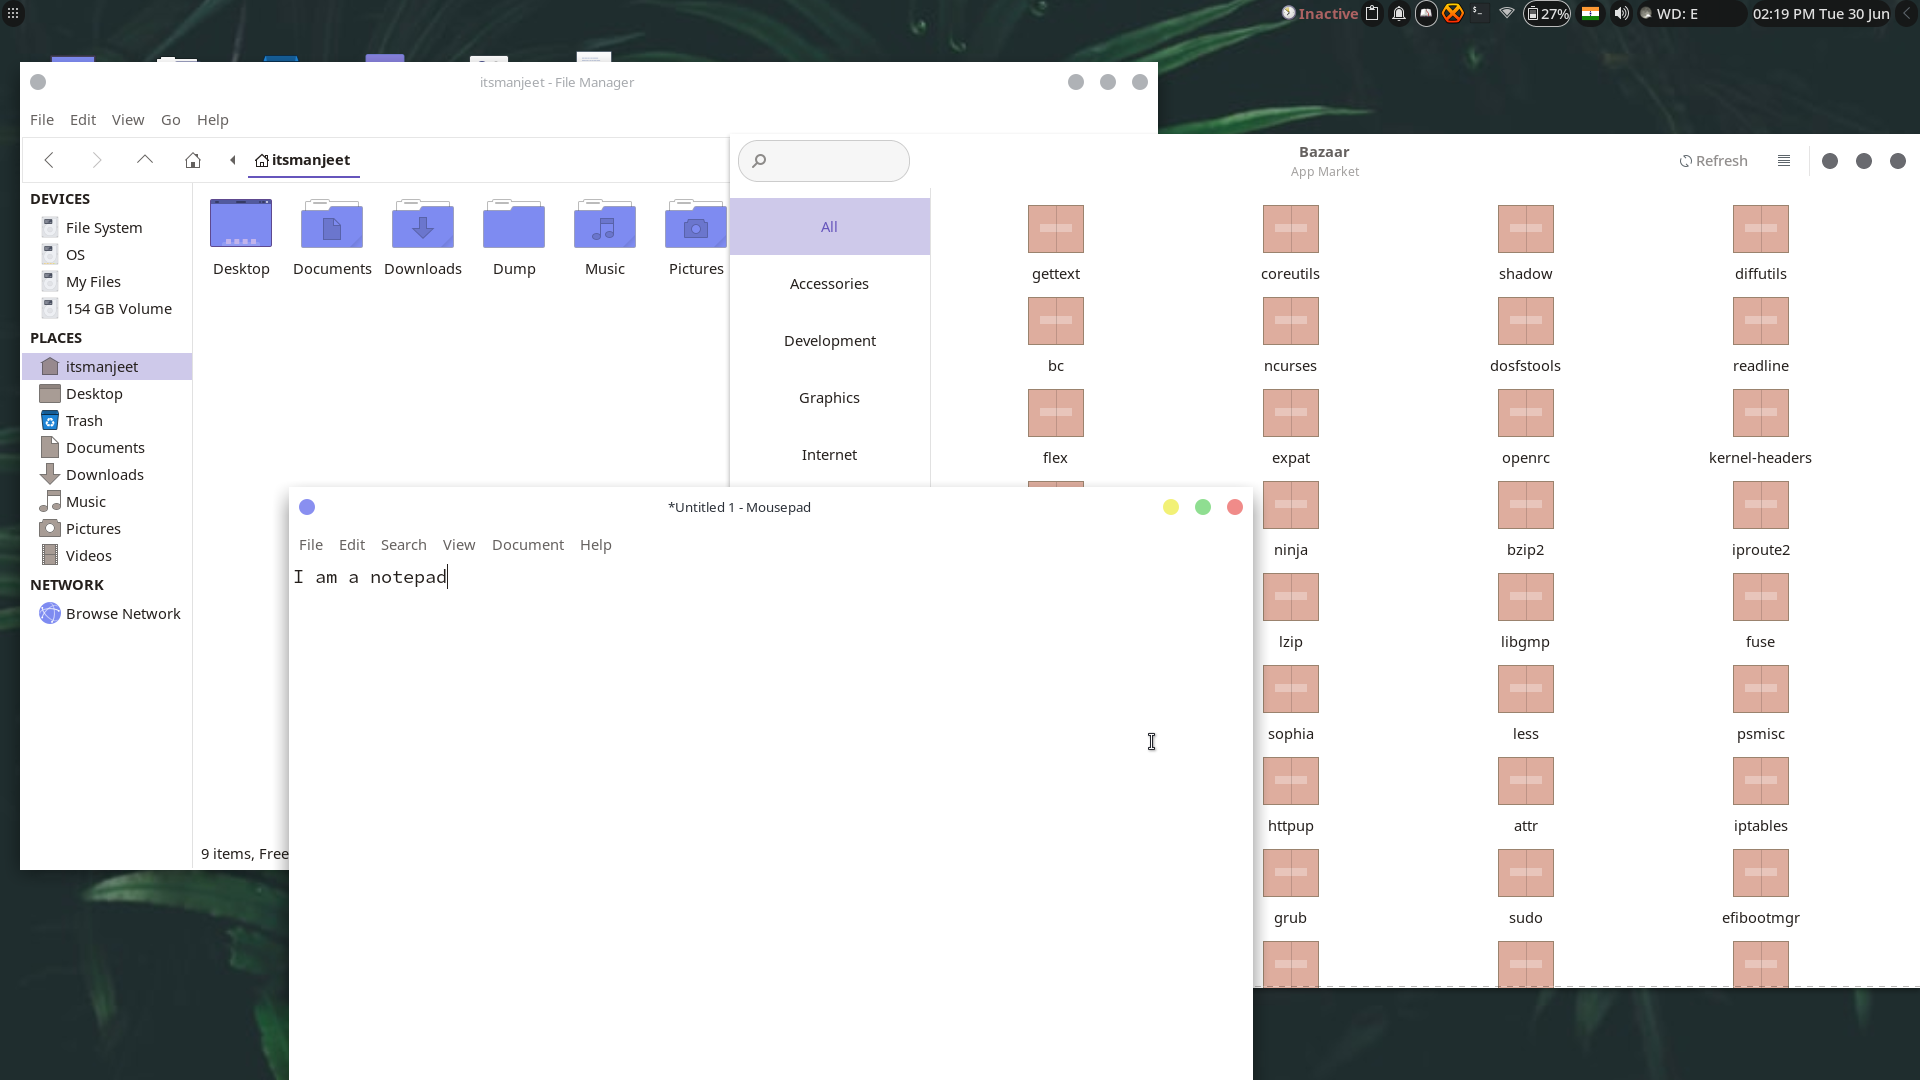 Inactive
27%
WD: E
02:19 PM Tue 30 Jun
itsmanjeet - File Manager
File Edit View Go Help
itsmanjeet
DEVICES
File System
OS
My Files
154 GB Volume
PLACES
itsmanjeet
Desktop
Trash
Documents
Downloads
Music
Pictures
Videos
NETWORK
Browse Network
Desktop Documents Downloads Dump Music Pictures
9 items, Free
Bazaar
App Market
Refresh
All
Accessories
Development
Graphics
Internet
gettext coreutils shadow diffutils
bc ncurses dosfstools readline
flex expat openrc kernel-headers
ninja bzip2 iproute2
lzip libgmp fuse
sophia less psmisc
httpup attr iptables
grub sudo efibootmgr
*Untitled 1 - Mousepad
File Edit Search View Document Help
I am a notepad